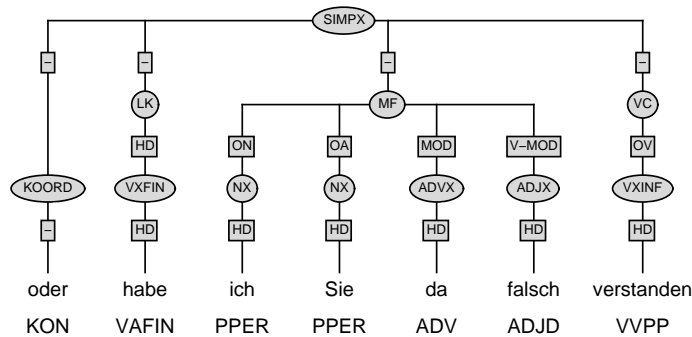 SIMPX
– – – –
LK MF VC
HD ON OA MOD V–MOD OV
KOORD VXFIN NX NX ADVX ADJX VXINF
– HD HD HD HD HD HD
oder habe ich Sie da falsch verstanden
KON VAFIN PPER PPER ADV ADJD VVPP